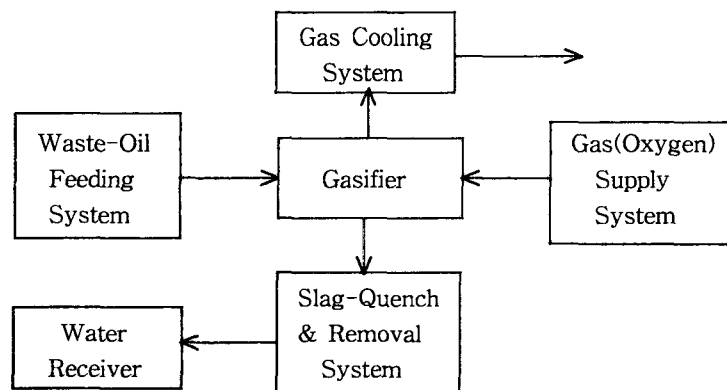 Gas Cooling
System
Waste-Oil
Feeding
System
Gasifier
Gas(Oxygen)
Supply
System
Slag-Quench
& Removal
System
Water
Receiver